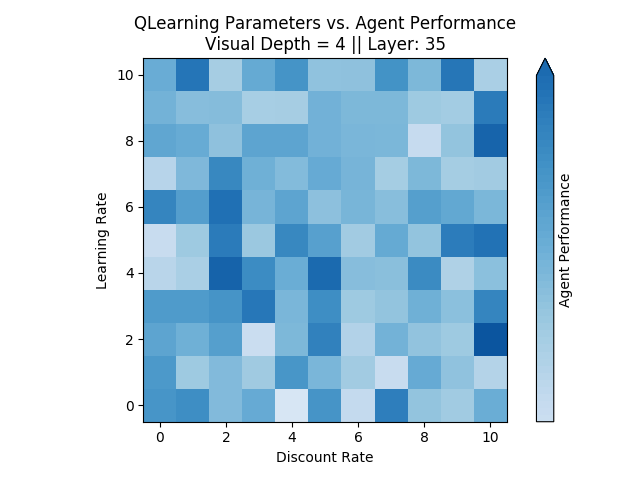 QLearning Parameters vs. Agent Performance
Visual Depth = 4 || Layer: 35
10
8
6
4
2
0
Learning Rate
0 2 4 6 8 10
Discount Rate
Agent Performance